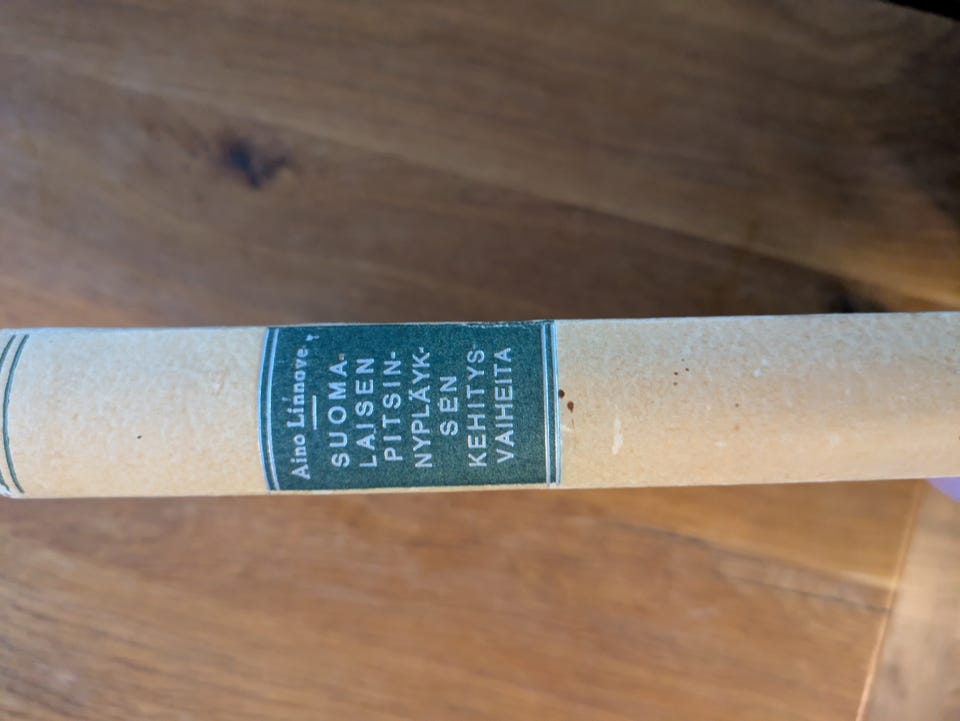 Aino Linnove
SUOMA-
LAISEN
PITSIN-
NYPLÄYK-
SEN
KEHITYS-
VAIHEITA